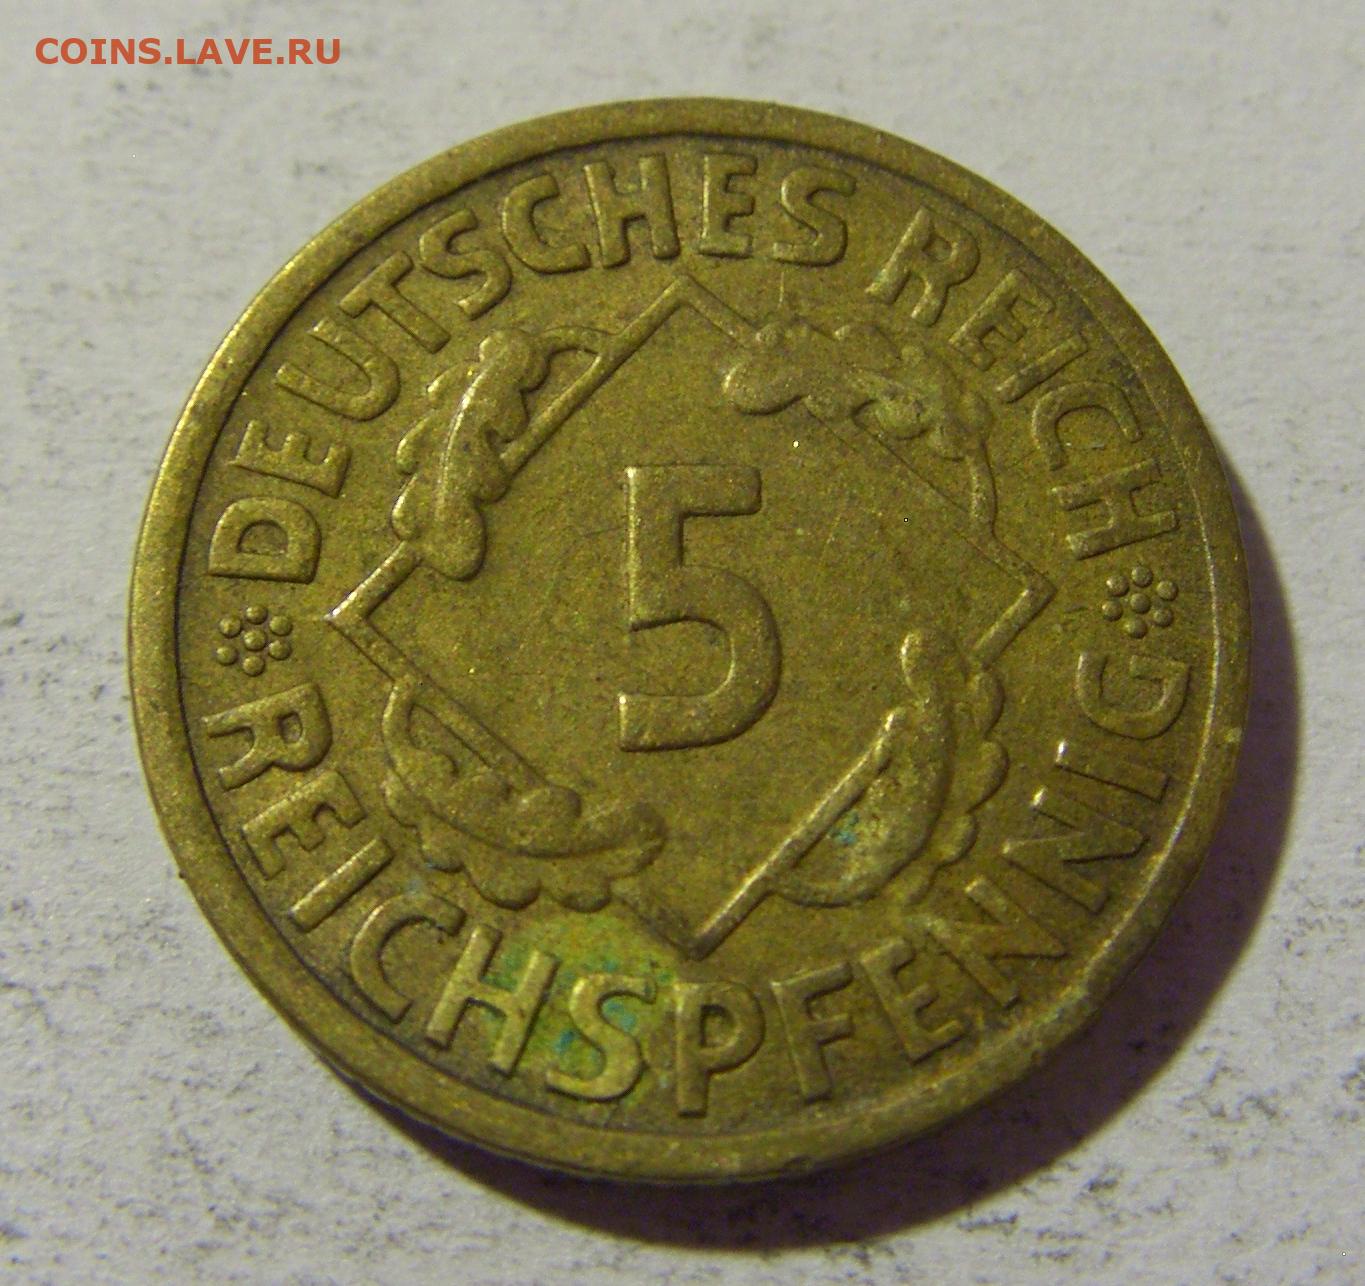 COINS.LAVE.RU
DEUTSCHES REICH
5
REICHSPFENNIG